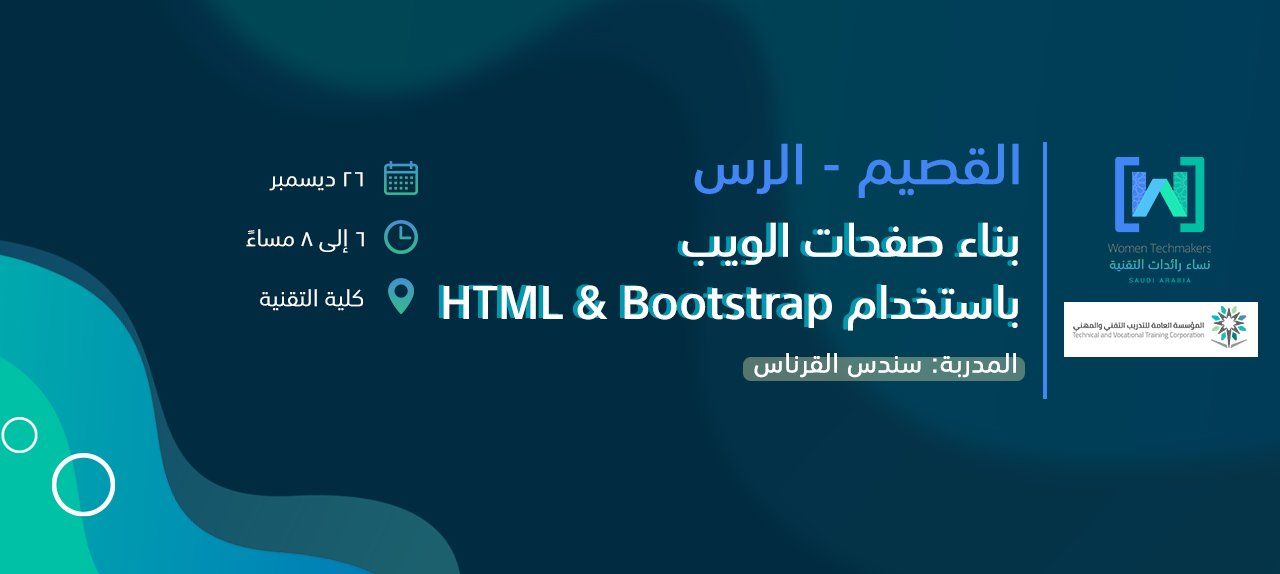 Women Techmakers
نساء رائدات التقنية
SAUDI ARABIA
المؤسسة العامة للتدريب التقني والمهني
Technical and Vocational Training Corporation
القصيم - الرس
بناء صفحات الويب
باستخدام HTML & Bootstrap
المدربة: سندس القرناس
٢٦ ديسمبر
٦ إلى ٨ مساءً
كلية التقنية